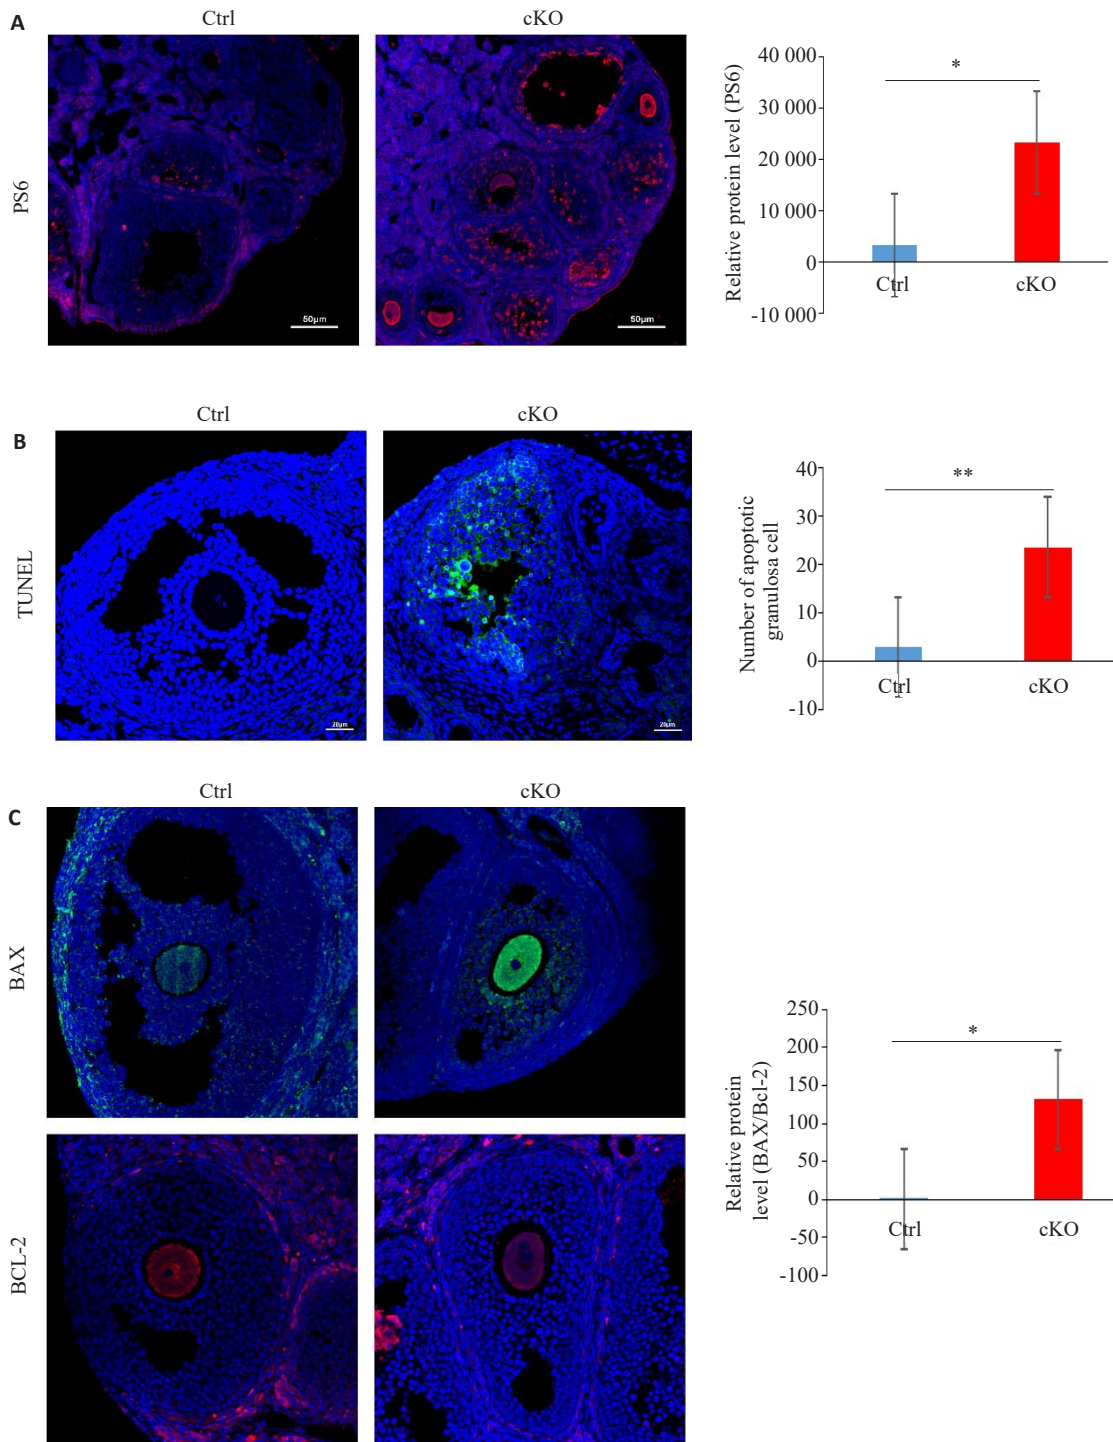 A
Ctrl
cKO
PS6
50μm
50μm
Relative protein level (PS6)
40 000
30 000
20 000
10 000
0
-10 000
*
Ctrl
cKO
B
Ctrl
cKO
TUNEL
20μm
20μm
Number of apoptotic
granulosa cell
40
30
20
10
0
-10
**
Ctrl
cKO
C
Ctrl
cKO
BAX
BCL-2
Relative protein
level (BAX/Bcl-2)
250
200
150
100
50
0
-50
-100
*
Ctrl
cKO